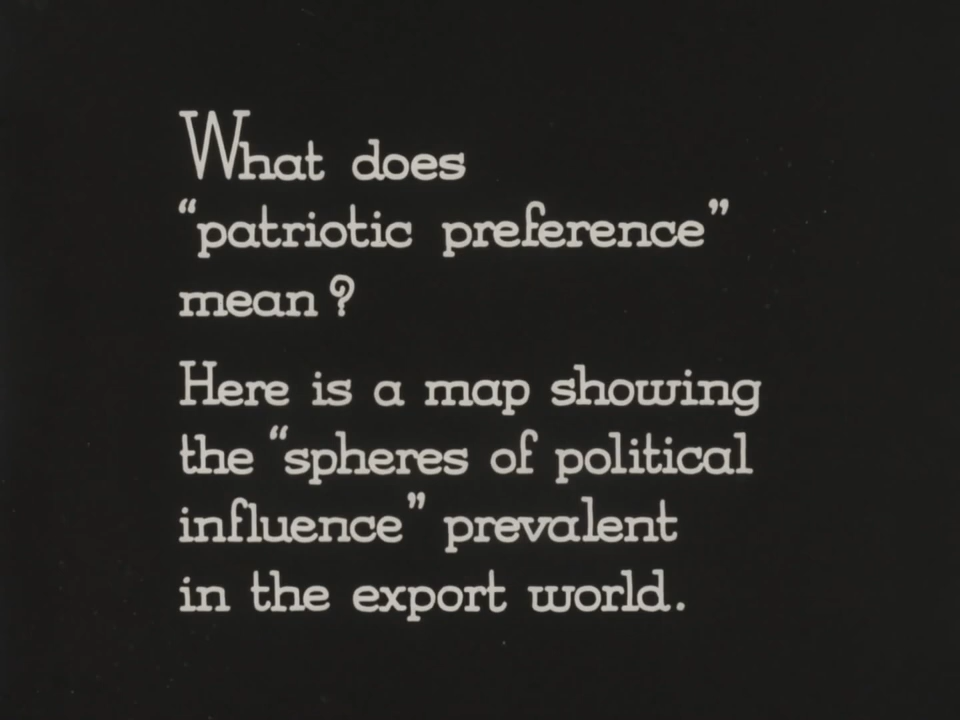 What does
“patriotic preference”
mean?
Here is a map showing
the “spheres of political
influence” prevalent
in the export world.